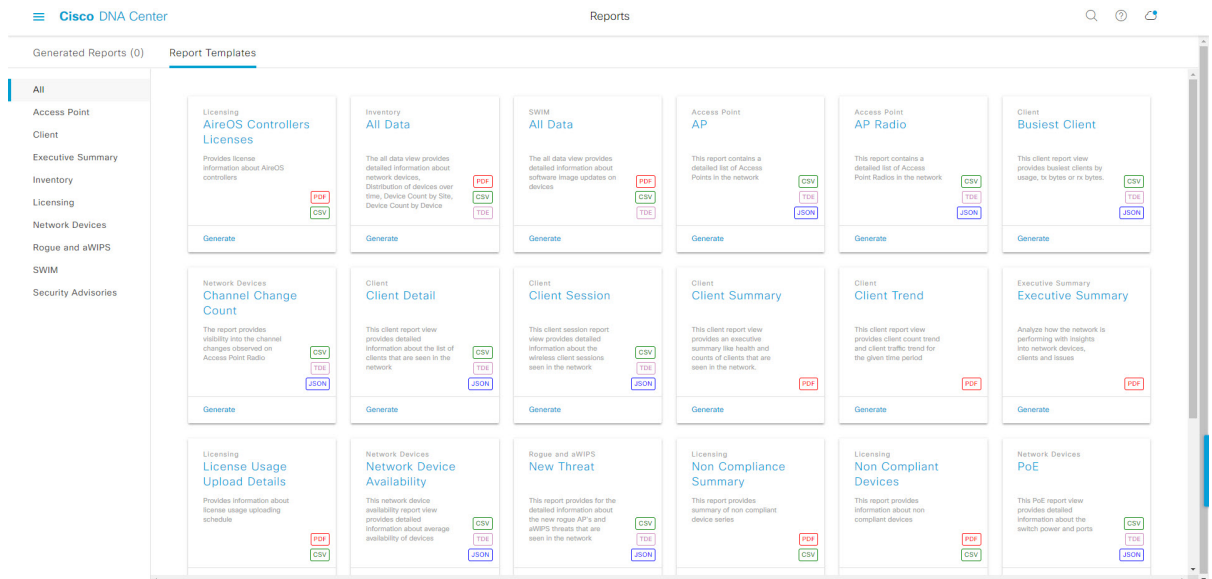 Cisco DNA Center
Reports
Generated Reports (0)
Report Templates
All
Access Point
Client
Executive Summary
Inventory
Licensing
Network Devices
Rogue and aWIPS
SWIM
Security Advisories
Licensing
AireOS Controllers
Licenses
Provides license
information about AireOS
controllers
PDF
CSV
Generate
Inventory
All Data
The all data view provides
detailed information about
network devices,
Distribution of devices over
time, Device Count by Site,
Device Count by Device
PDF
CSV
TDE
Generate
SWIM
All Data
The all data view provides
detailed information about
software Image updates on
devices
PDF
CSV
TDE
Generate
Access Point
AP
This report contains a
detailed list of Access
Points in the network
CSV
TDE
JSON
Generate
Access Point
AP Radio
This report contains a
detailed list of Access
Point Radios in the network
CSV
TDE
JSON
Generate
Client
Busiest Client
This client report view
provides busiest clients by
usage, tx bytes or rx bytes.
CSV
TDE
JSON
Generate
Network Devices
Channel Change
Count
The report provides
visibility into the channel
changes observed on
Access Point Radio
CSV
TDE
JSON
Generate
Client
Client Detail
This client report view
provides detailed
information about the list of
clients that are seen in the
network
CSV
TDE
JSON
Generate
Client
Client Session
This client session report
view provides detailed
information about the
wireless client sessions
seen in the network
CSV
TDE
JSON
Generate
Client
Client Summary
This client report view
provides an executive
summary like health and
counts of clients that are
seen in the network.
PDF
Generate
Client
Client Trend
This client report view
provides client count trend
and client traffic trend for
the given time period
PDF
Generate
Executive Summary
Executive Summary
Analyze how the network is
performing with insights
into network devices,
clients and issues
PDF
Generate
Licensing
License Usage
Upload Details
Provides information about
license usage uploading
schedule
PDF
CSV
Network Devices
Network Device
Availability
This network device
availability report view
provides detailed
information about average
availability of devices
CSV
TDE
JSON
Rogue and aWIPS
New Threat
This report provides for the
detailed information about
the new rogue AP's and
aWIPS threats that are
seen in the network
CSV
TDE
JSON
Licensing
Non Compliance
Summary
This report provides
summary of non compliant
device series
PDF
CSV
Licensing
Non Compliant
Devices
This report provides
information about non
compliant devices
PDF
CSV
Network Devices
PoE
This PoE report view
provides detailed
information about the
switch power and ports
CSV
TDE
JSON